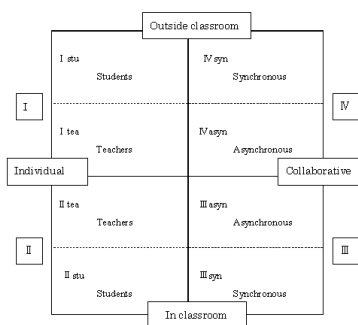 Outside classroom
I stu
Students
IV syn
Synchronous
I
IV
I tea
Teachers
IV asyn
Asynchronous
Individual
Collaborative
II tea
Teachers
III asyn
Asynchronous
II
III
II stu
Students
III syn
Synchronous
In classroom